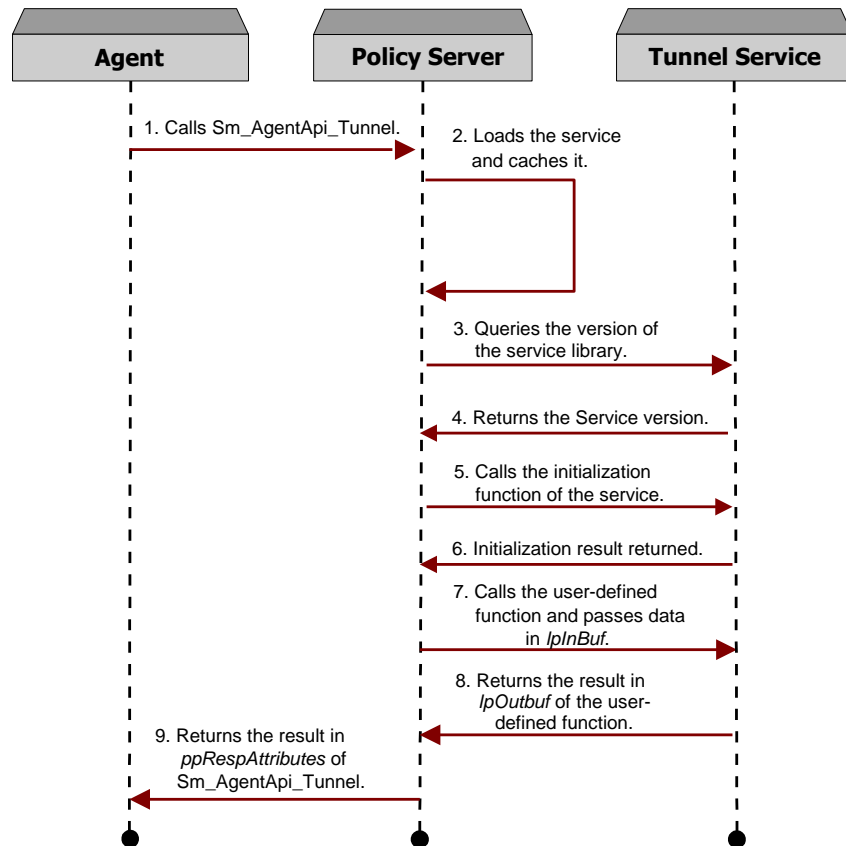 Agent
Policy Server
Tunnel Service
1. Calls Sm_AgentApi_Tunnel.
2. Loads the service
and caches it.
3. Queries the version of
the service library.
4. Returns the Service version.
5. Calls the initialization
function of the service.
6. Initialization result returned.
7. Calls the user-defined
function and passes data
in lpInBuf.
8. Returns the result in
lpOutbuf of the user-
defined function.
9. Returns the result in
ppRespAttributes of
Sm_AgentApi_Tunnel.